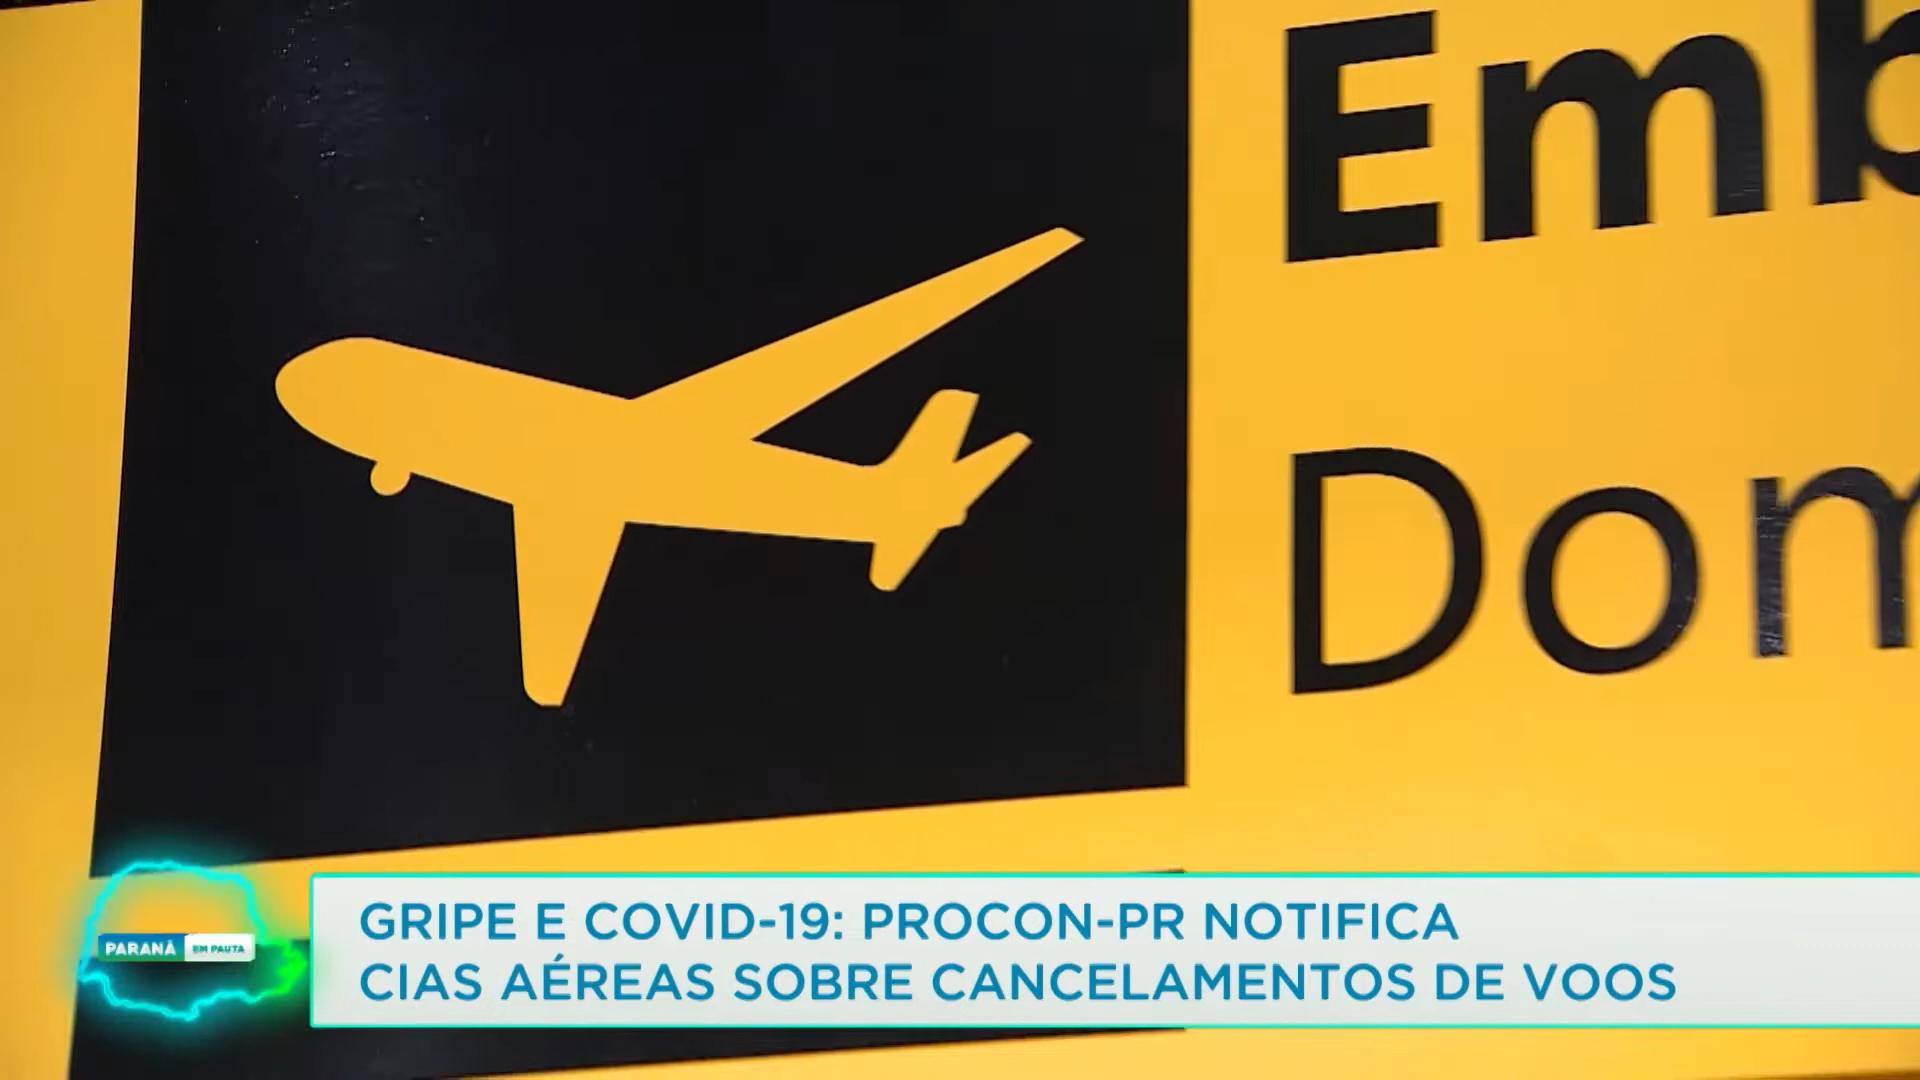 Emb
Dom
PARANÁ EM PAUTA
GRIPE E COVID-19: PROCON-PR NOTIFICA
CIAS AÉREAS SOBRE CANCELAMENTOS DE VOOS